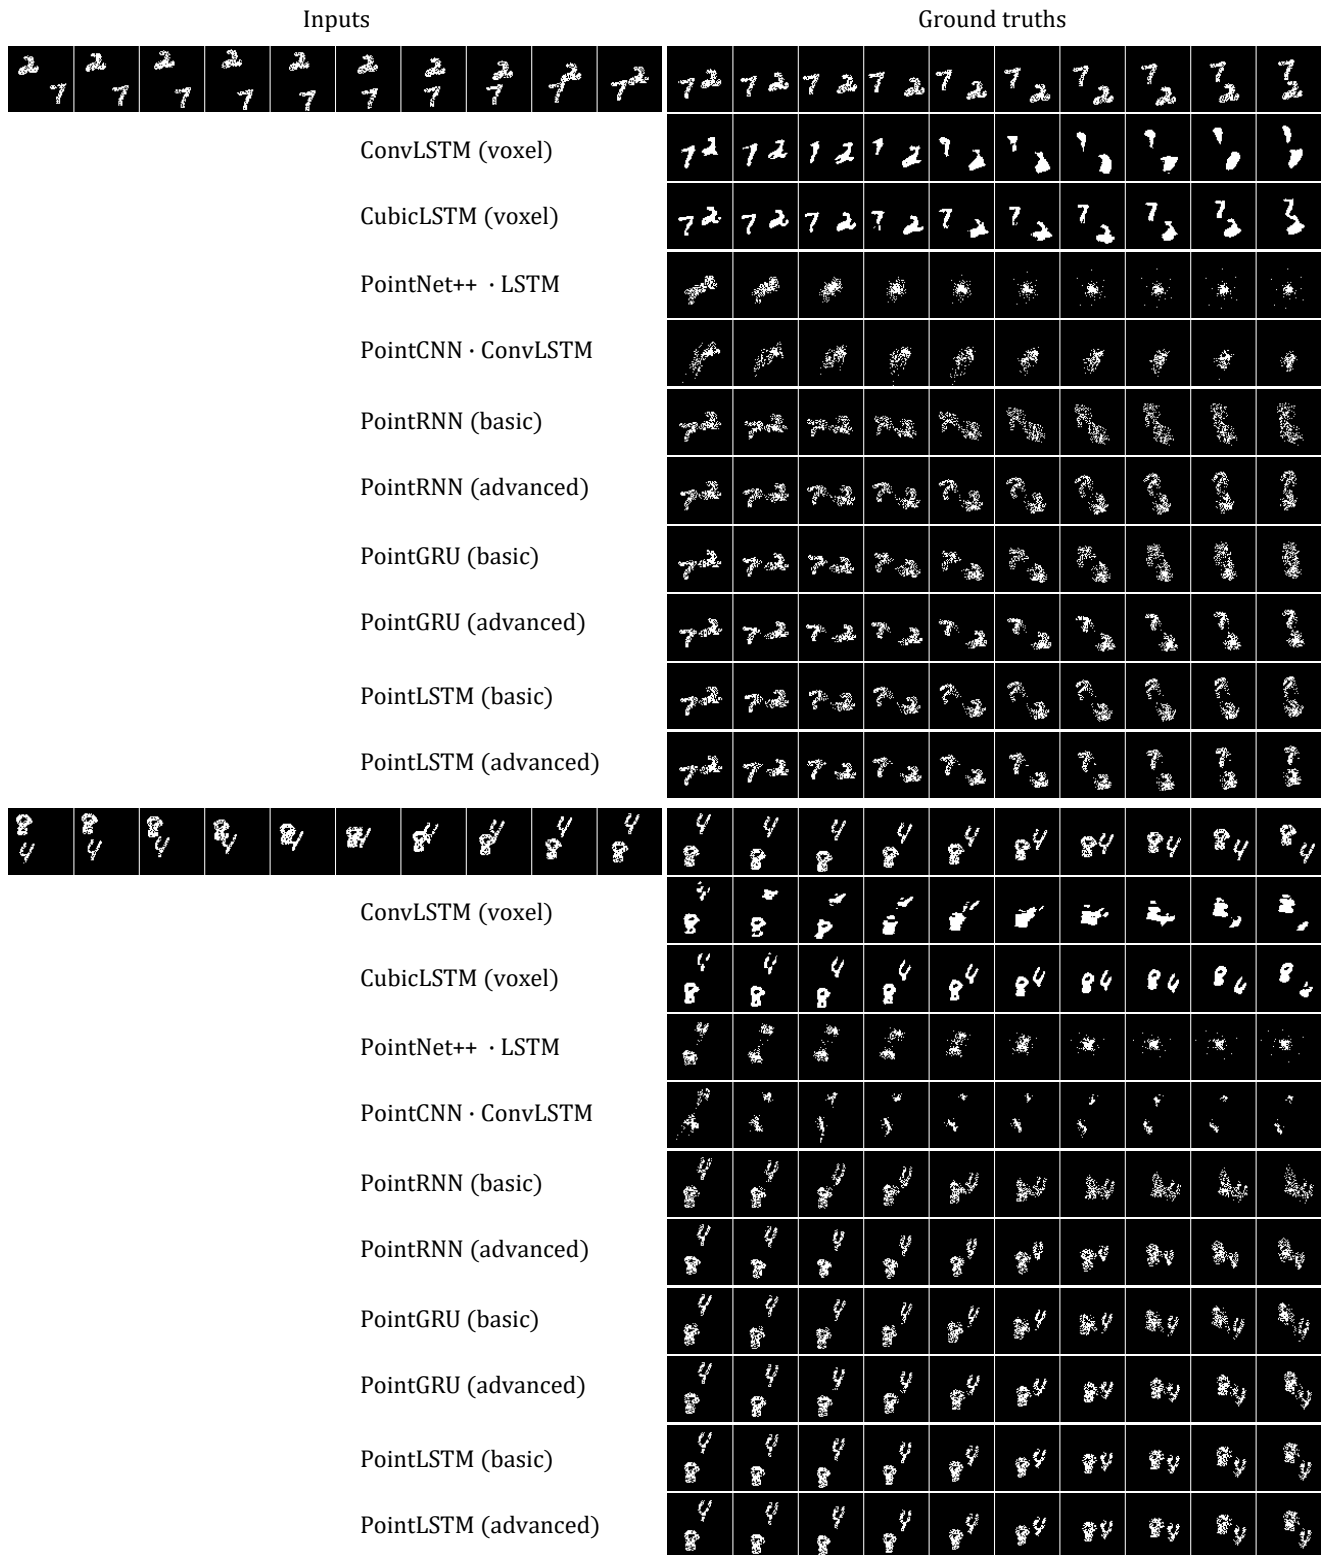 Inputs
Ground truths
ConvLSTM (voxel)
CubicLSTM (voxel)
PointNet++ · LSTM
PointCNN · ConvLSTM
PointRNN (basic)
PointRNN (advanced)
PointGRU (basic)
PointGRU (advanced)
PointLSTM (basic)
PointLSTM (advanced)
ConvLSTM (voxel)
CubicLSTM (voxel)
PointNet++ · LSTM
PointCNN · ConvLSTM
PointRNN (basic)
PointRNN (advanced)
PointGRU (basic)
PointGRU (advanced)
PointLSTM (basic)
PointLSTM (advanced)